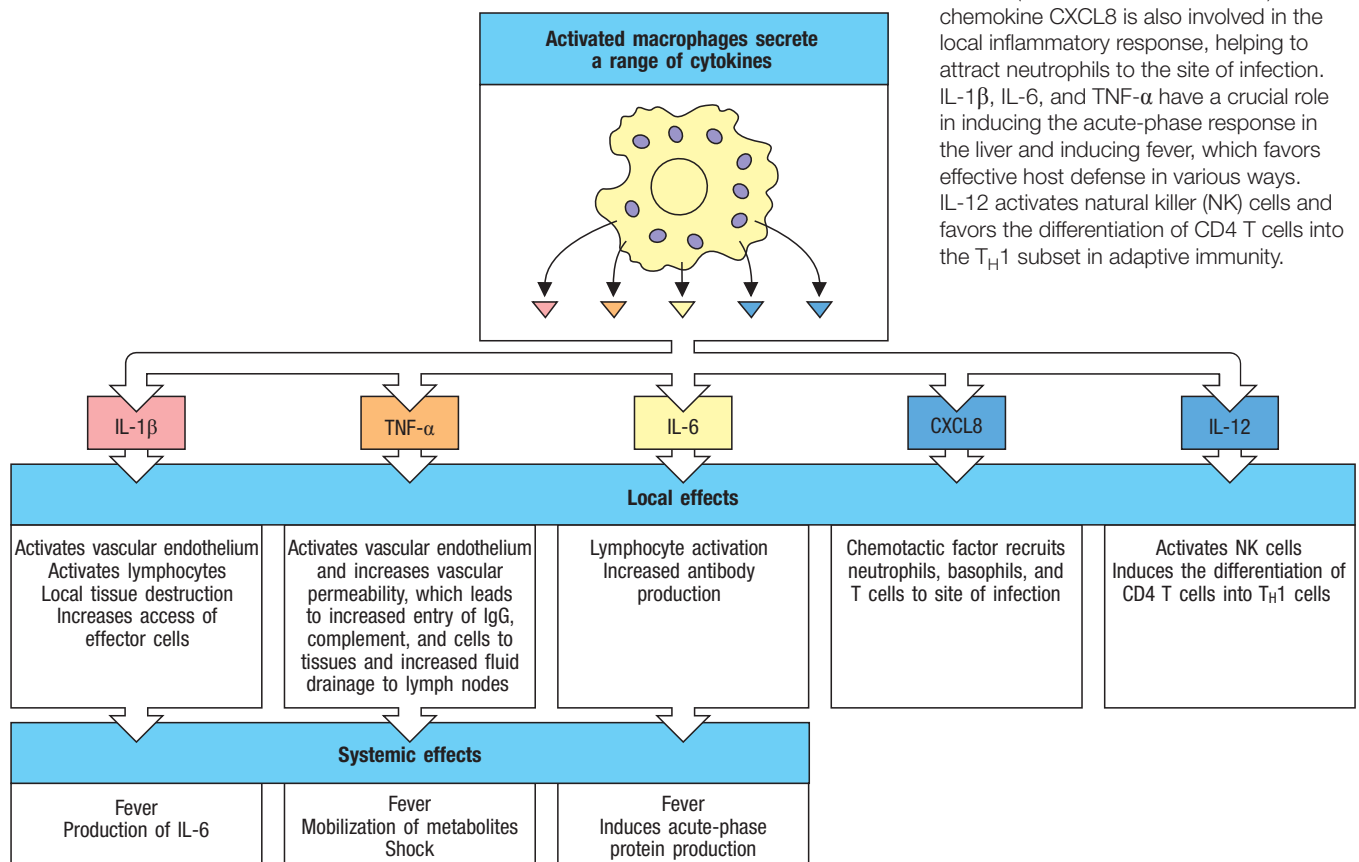 chemokine CXCL8 is also involved in the
local inflammatory response, helping to
attract neutrophils to the site of infection.
IL-1β, IL-6, and TNF-α have a crucial role
in inducing the acute-phase response in
the liver and inducing fever, which favors
effective host defense in various ways.
IL-12 activates natural killer (NK) cells and
favors the differentiation of CD4 T cells into
the TH1 subset in adaptive immunity.
Activated macrophages secrete
a range of cytokines
IL-1β
TNF-α
IL-6
CXCL8
IL-12
Local effects
Activates vascular endothelium
Activates lymphocytes
Local tissue destruction
Increases access of
effector cells
Activates vascular endothelium
and increases vascular
permeability, which leads
to increased entry of IgG,
complement, and cells to
tissues and increased fluid
drainage to lymph nodes
Lymphocyte activation
Increased antibody
production
Chemotactic factor recruits
neutrophils, basophils, and
T cells to site of infection
Activates NK cells
Induces the differentiation of
CD4 T cells into TH1 cells
Systemic effects
Fever
Production of IL-6
Fever
Mobilization of metabolites
Shock
Fever
Induces acute-phase
protein production